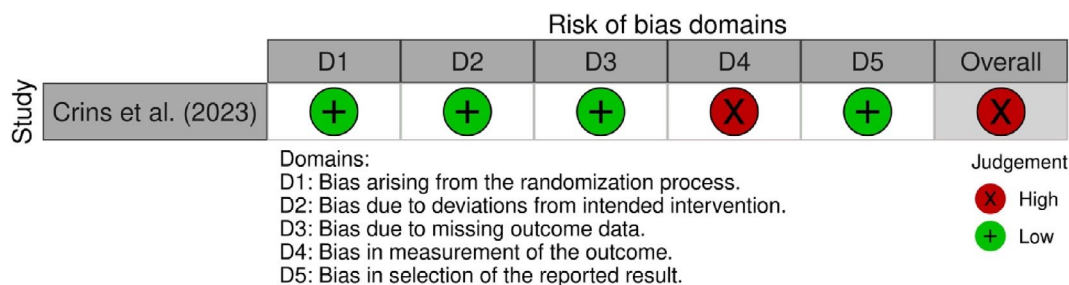 Risk of bias domains
D1 D2 D3 D4 D5 Overall
Study
Crins et al. (2023) + + + X + X
Domains:
D1: Bias arising from the randomization process.
D2: Bias due to deviations from intended intervention.
D3: Bias due to missing outcome data.
D4: Bias in measurement of the outcome.
D5: Bias in selection of the reported result.
Judgement
X High
+ Low